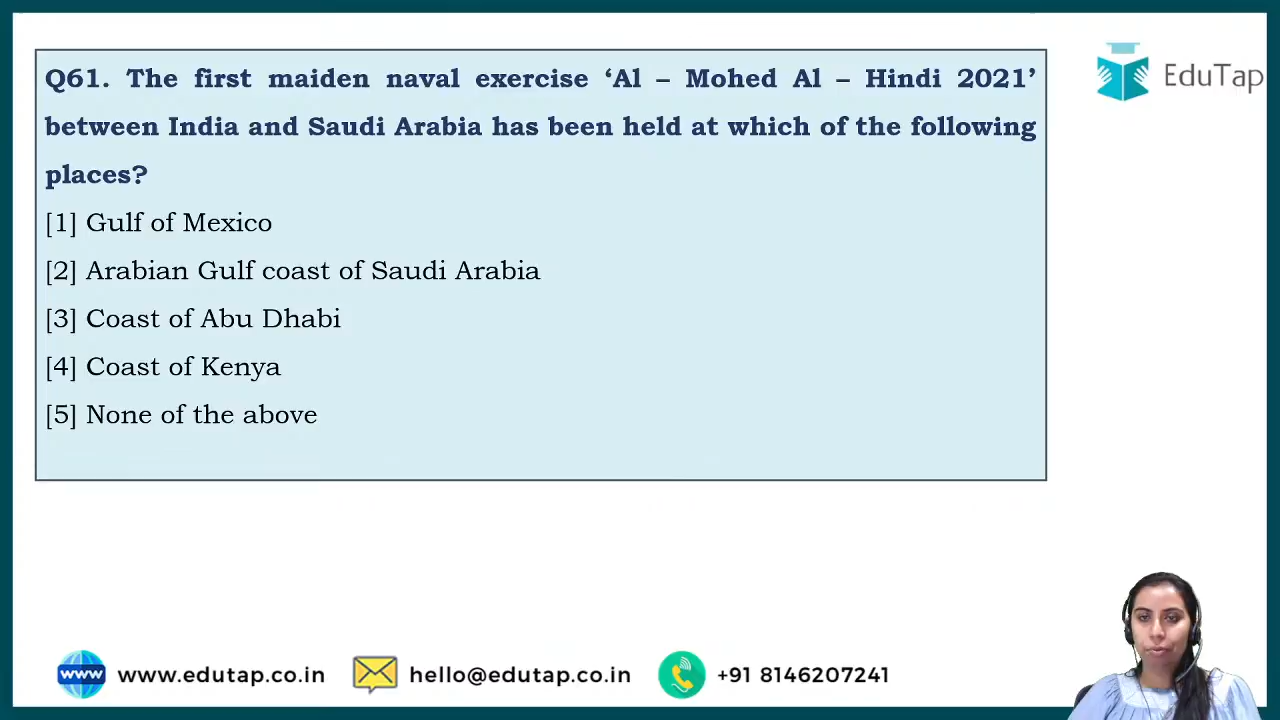 Q61. The first maiden naval exercise ‘Al – Mohed Al – Hindi 2021’
between India and Saudi Arabia has been held at which of the following
places?
[1] Gulf of Mexico
[2] Arabian Gulf coast of Saudi Arabia
[3] Coast of Abu Dhabi
[4] Coast of Kenya
[5] None of the above
EduTap
www www.edutap.co.in hello@edutap.co.in +91 8146207241